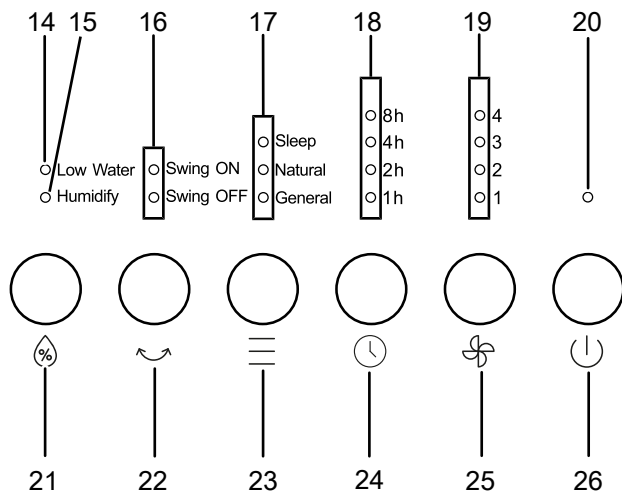 14 15 16 17 18 19 20
8h 4
Sleep 4h 3
Low Water Swing ON Natural 2h 2
Humidify Swing OFF General 1h 1
%
21 22 23 24 25 26